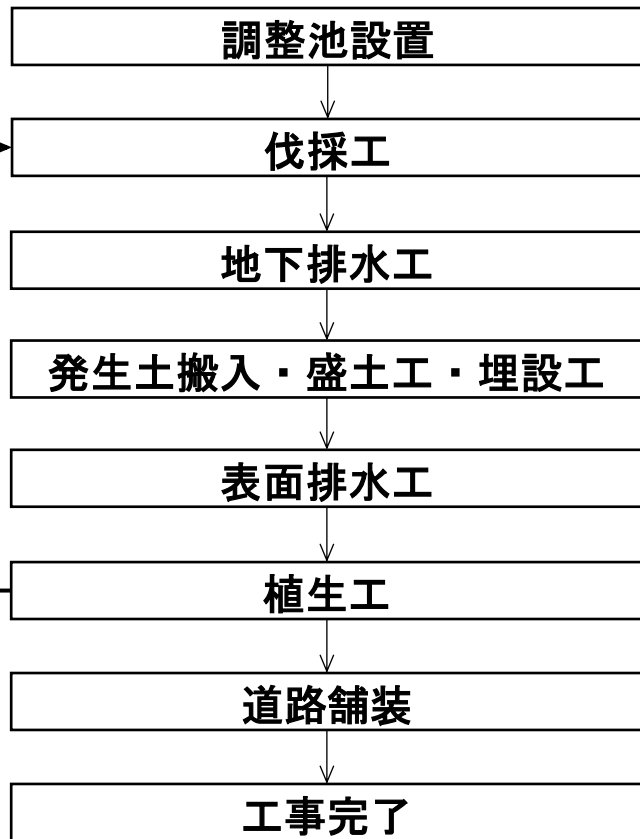 調整池設置
伐採工
地下排水工
発生土搬入・盛土工・埋設工
表面排水工
植生工
道路舗装
工事完了